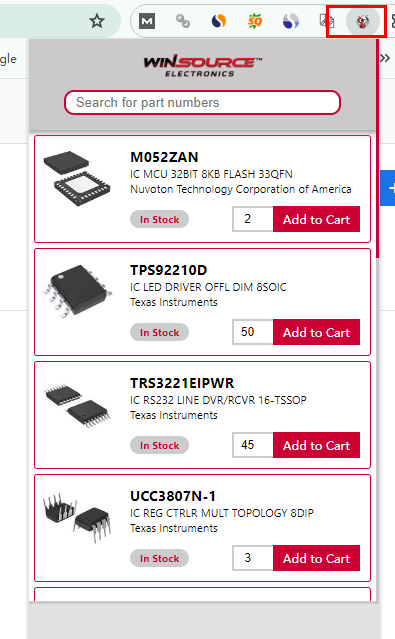 gle
WINSOURCE™
ELECTRONICS
Search for part numbers
M052ZAN
IC MCU 32BIT 8KB FLASH 33QFN
Nuvoton Technology Corporation of America
In Stock
2
Add to Cart
TPS92210D
IC LED DRIVER OFFL DIM 8SOIC
Texas Instruments
In Stock
50
Add to Cart
TRS3221EIPWR
IC RS232 LINE DVR/RCVR 16-TSSOP
Texas Instruments
In Stock
45
Add to Cart
UCC3807N-1
IC REG CTRLR MULT TOPOLOGY 8DIP
Texas Instruments
In Stock
3
Add to Cart